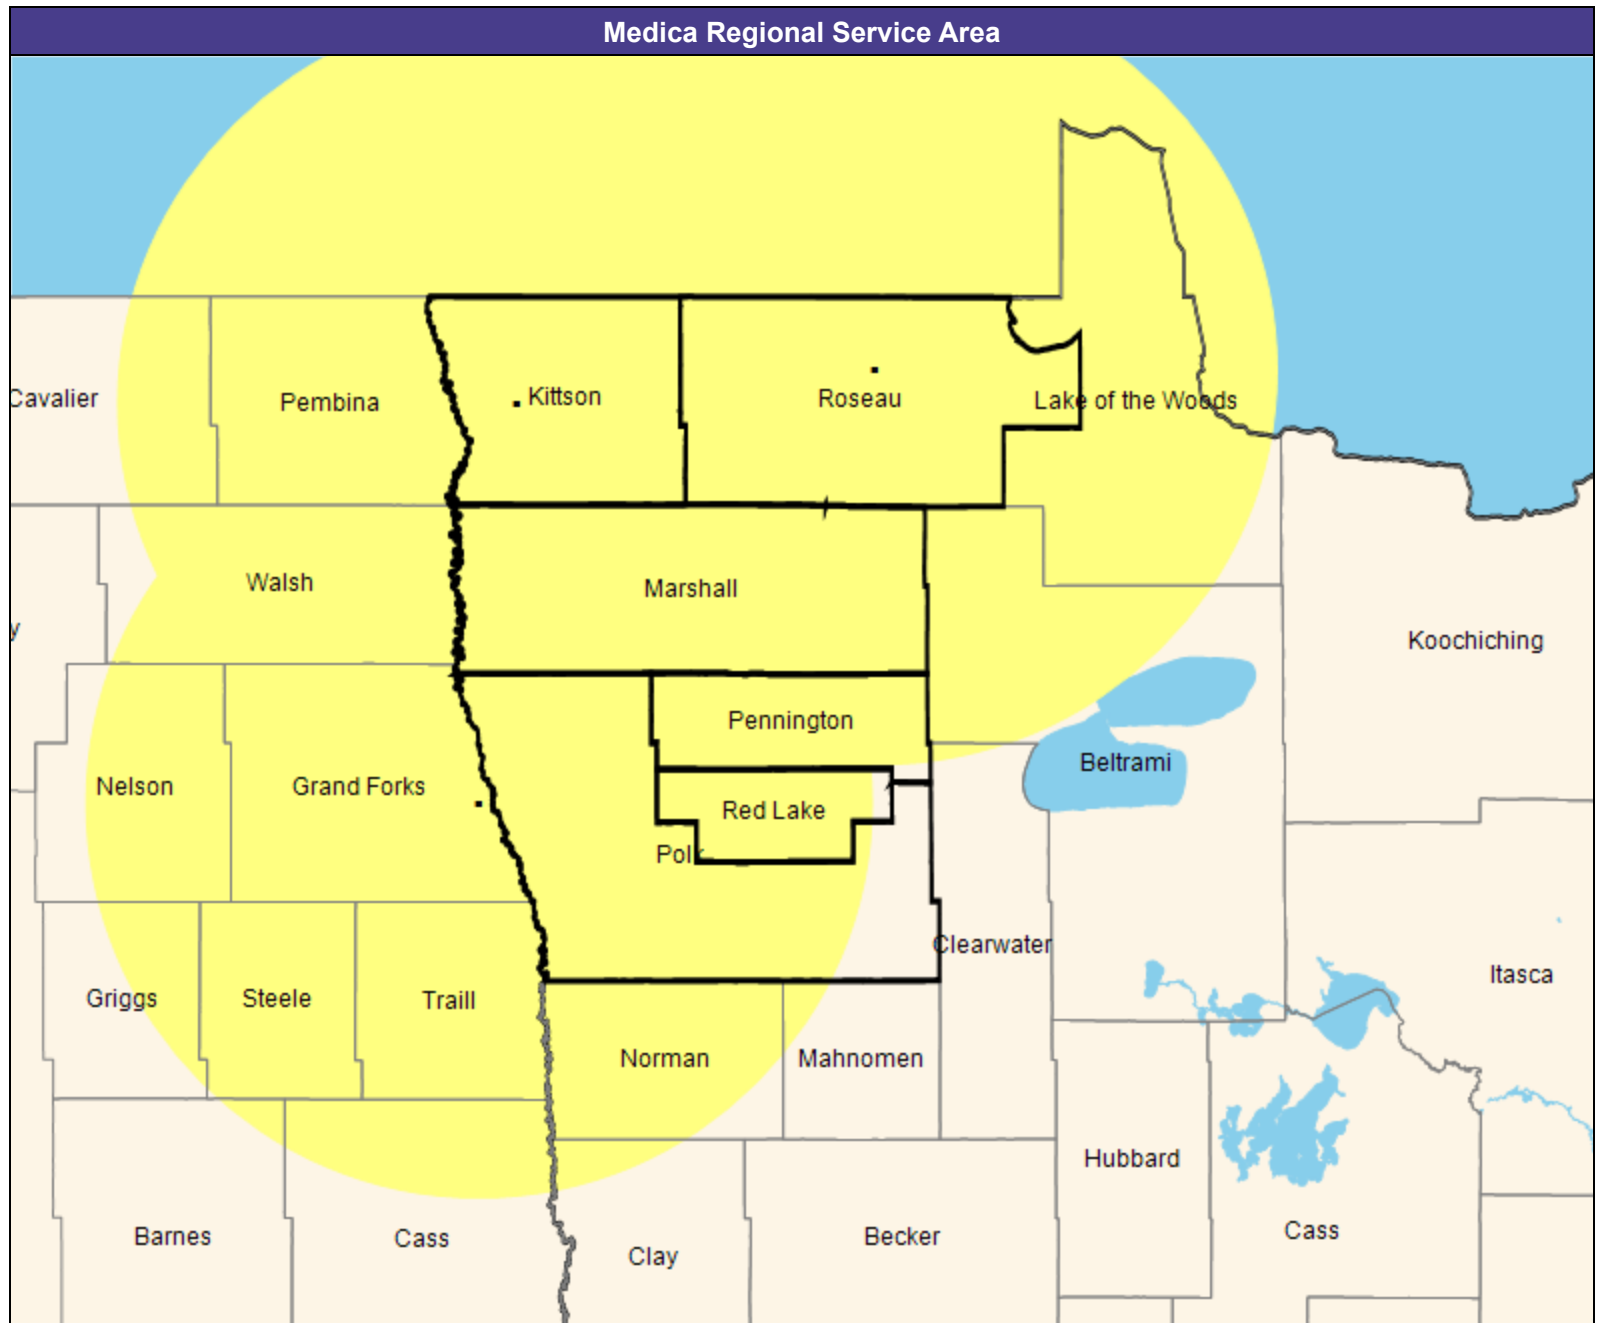 Medica Regional Service Area
Cavalier
Pembina
Kittson
Roseau
Lake of the Woods
Walsh
Marshall
y
Koochiching
Pennington
Beltrami
Nelson
Grand Forks
Red Lake
Polk
Clearwater
Itasca
Griggs
Steele
Traill
Norman
Mahnomen
Hubbard
Barnes
Cass
Clay
Becker
Cass